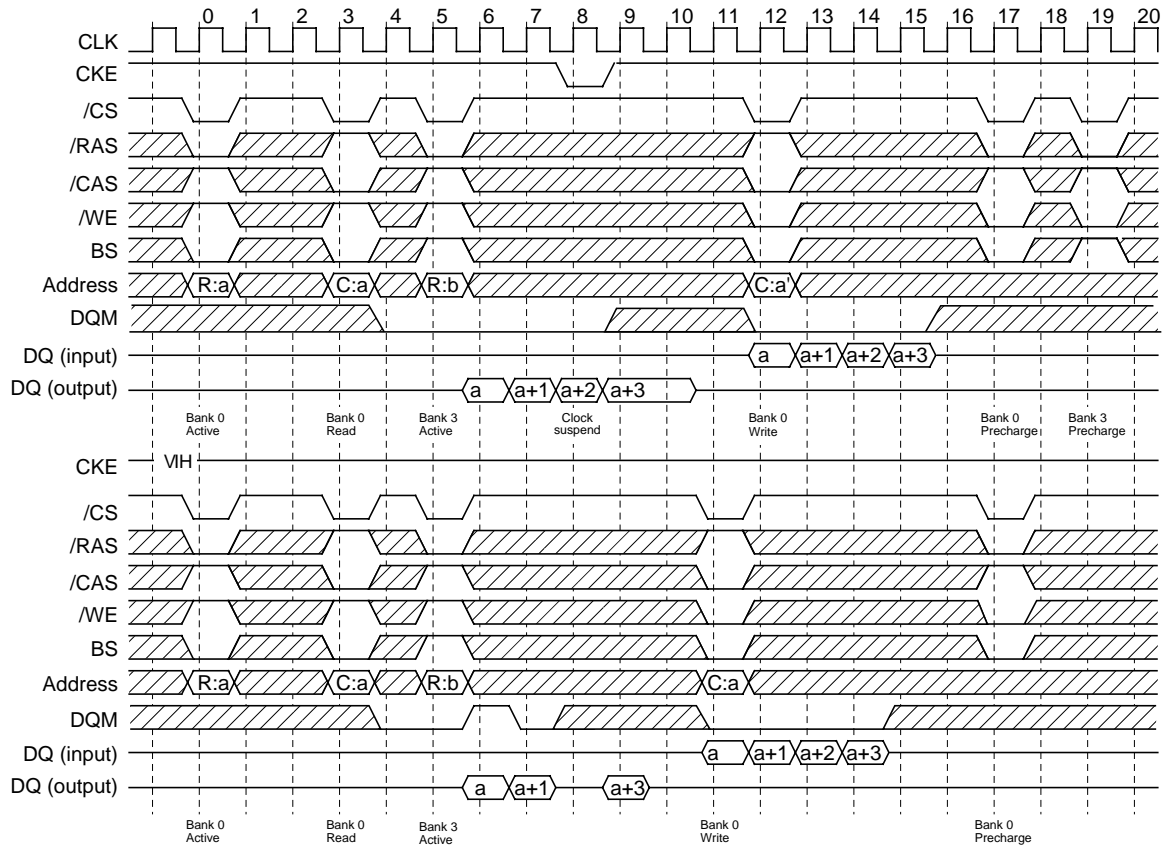 0 1 2 3 4 5 6 7 8 9 10 11 12 13 14 15 16 17 18 19 20
CLK
CKE
/CS
/RAS
/CAS
/WE
BS
Address R:a C:a R:b C:a'
DQM
DQ (input) a a+1 a+2 a+3
DQ (output) a a+1 a+2 a+3
Bank 0 Bank 0 Bank 3 Clock Bank 0 Bank 0 Bank 3
Active Read Active suspend Write Precharge Precharge
CKE VIH
/CS
/RAS
/CAS
/WE
BS
Address R:a C:a R:b C:a
DQM
DQ (input) a a+1 a+2 a+3
DQ (output) a a+1 a+3
Bank 0 Bank 0 Bank 3 Bank 0 Bank 0
Active Read Active Write Precharge